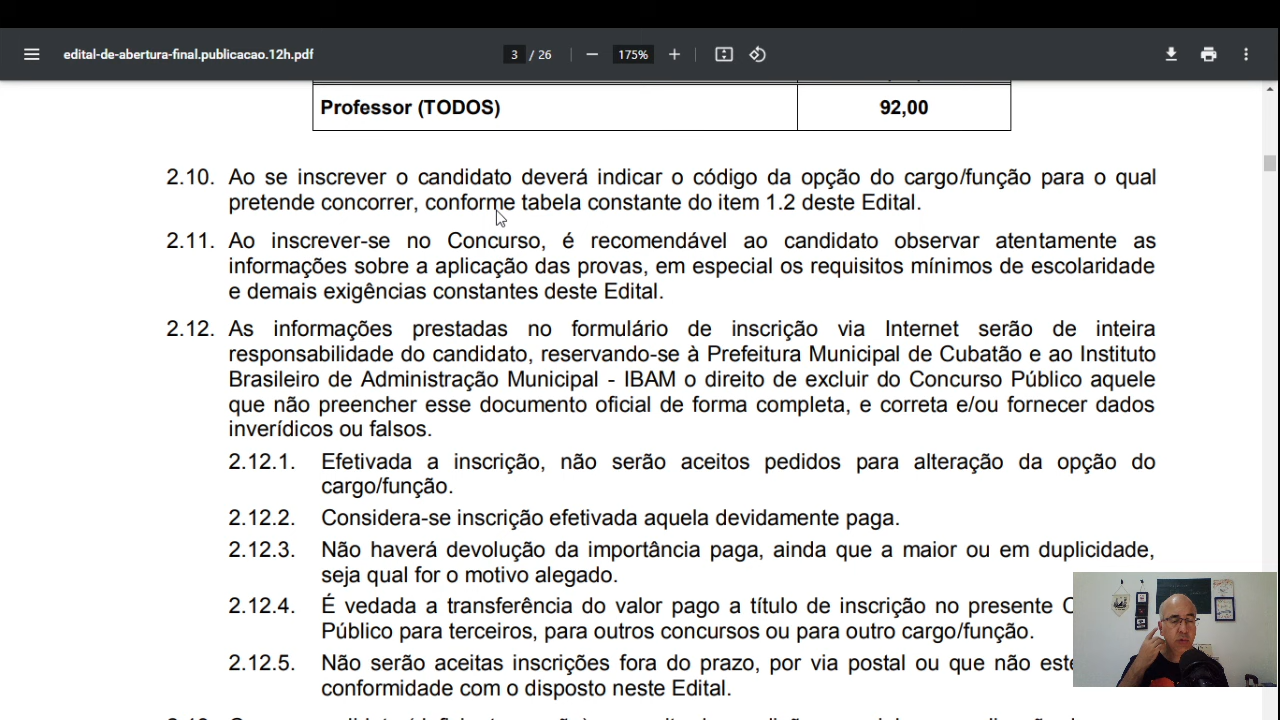 edital-de-abertura-final.publicacao.12h.pdf
3 / 26
175%
Professor (TODOS) 92,00
2.10. Ao se inscrever o candidato deverá indicar o código da opção do cargo/função para o qual
pretende concorrer, conforme tabela constante do item 1.2 deste Edital.
2.11. Ao inscrever-se no Concurso, é recomendável ao candidato observar atentamente as
informações sobre a aplicação das provas, em especial os requisitos mínimos de escolaridade
e demais exigências constantes deste Edital.
2.12. As informações prestadas no formulário de inscrição via Internet serão de inteira
responsabilidade do candidato, reservando-se à Prefeitura Municipal de Cubatão e ao Instituto
Brasileiro de Administração Municipal - IBAM o direito de excluir do Concurso Público aquele
que não preencher esse documento oficial de forma completa, e correta e/ou fornecer dados
inverídicos ou falsos.
2.12.1. Efetivada a inscrição, não serão aceitos pedidos para alteração da opção do
cargo/função.
2.12.2. Considera-se inscrição efetivada aquela devidamente paga.
2.12.3. Não haverá devolução da importância paga, ainda que a maior ou em duplicidade,
seja qual for o motivo alegado.
2.12.4. É vedada a transferência do valor pago a título de inscrição no presente
Público para terceiros, para outros concursos ou para outro cargo/função.
2.12.5. Não serão aceitas inscrições fora do prazo, por via postal ou que não
conformidade com o disposto neste Edital.